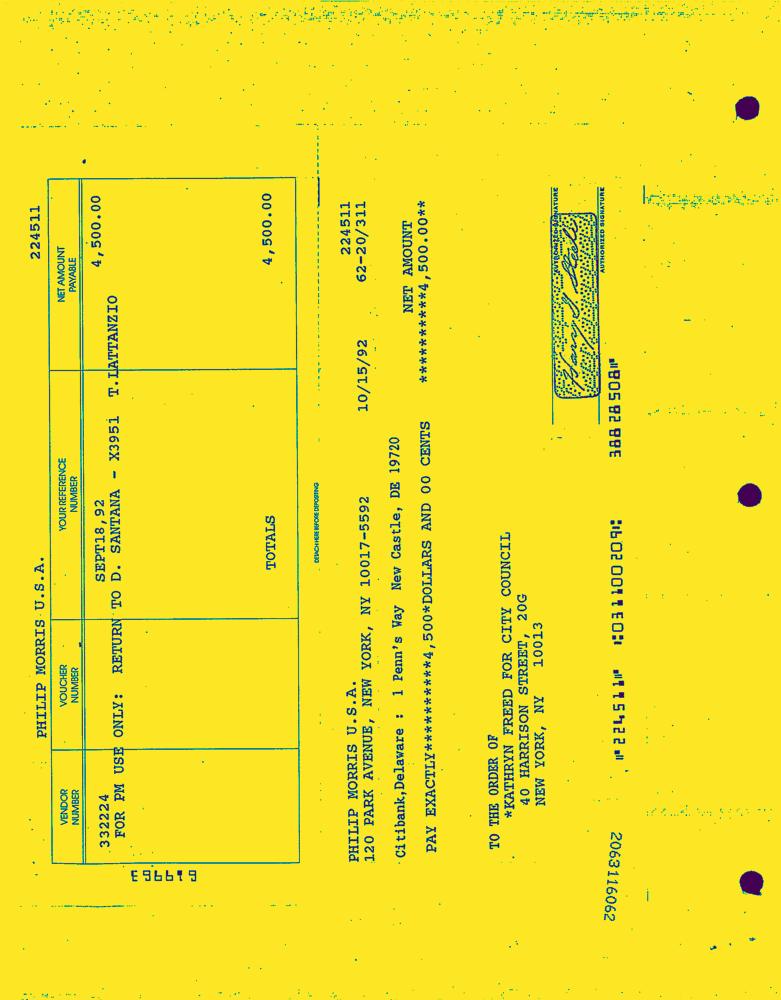 PHILIP MORRIS U.S.A. 224511
VENDOR NUMBER VOUCHER NUMBER YOUR REFERENCE NUMBER NET AMOUNT PAYABLE
332224 SEPT18,92 4,500.00
FOR PM USE ONLY: RETURN TO D. SANTANA - X3951 T.LATTANZIO
TOTALS 4,500.00
DETACH HERE BEFORE DEPOSITING
PHILIP MORRIS U.S.A. 224511
120 PARK AVENUE, NEW YORK, NY 10017-5592 10/15/92 62-20/311
Citibank,Delaware : 1 Penn's Way New Castle, DE 19720
NET AMOUNT
PAY EXACTLY***********4,500*DOLLARS AND 00 CENTS ***********4,500.00**
TO THE ORDER OF
*KATHRYN FREED FOR CITY COUNCIL
40 HARRISON STREET, 20G
NEW YORK, NY 10013
AUTHORIZED SIGNATURE
AUTHORIZED SIGNATURE
⑈224511⑈ ⑆031100209⑆ 388 28 508⑈
2063116062